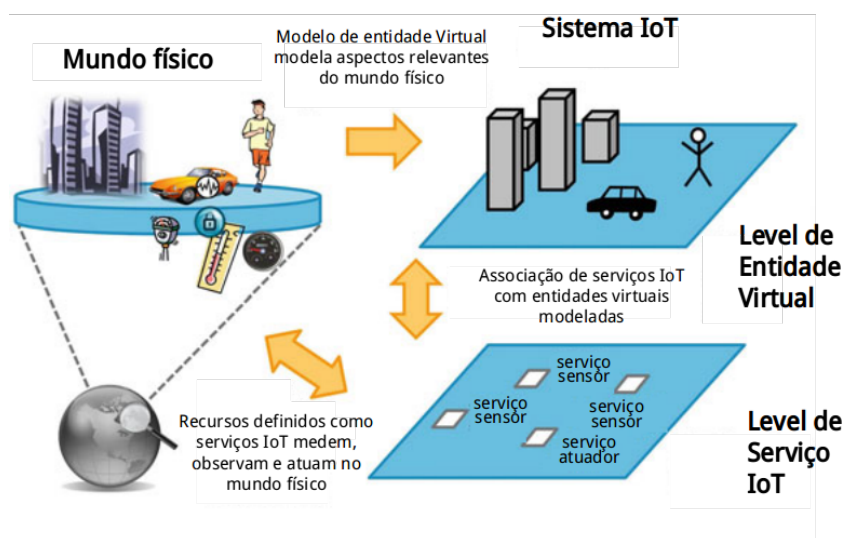 Mundo físico
Modelo de entidade Virtual
modela aspectos relevantes
do mundo físico
Sistema IoT
Level de
Entidade
Virtual
Associação de serviços IoT
com entidades virtuais
modeladas
Recursos definidos como
serviços IoT medem,
observam e atuam no
mundo físico
serviço
sensor
serviço
sensor
serviço
sensor
serviço
atuador
Level de
Serviço
IoT